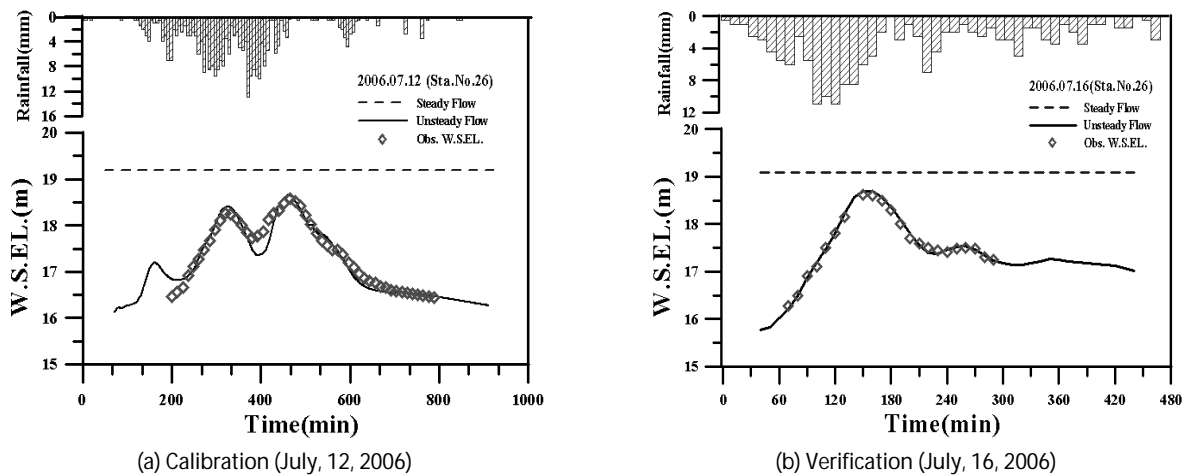 0
4
8
12
16
Rainfall(mm)
2006.07.12 (Sta.No.26)
Steady Flow
Unsteady Flow
Obs. W.S.EL.
20
19
18
17
16
15
W.S.EL.(m)
0 200 400 600 800 1000
Time(min)
(a) Calibration (July, 12, 2006)
0
4
8
12
Rainfall(mm)
2006.07.16(Sta.No.26)
Steady Flow
Unsteady Flow
Obs. W.S.EL.
20
19
18
17
16
15
W.S.EL.(m)
0 60 120 180 240 300 360 420 480
Time(min)
(b) Verification (July, 16, 2006)